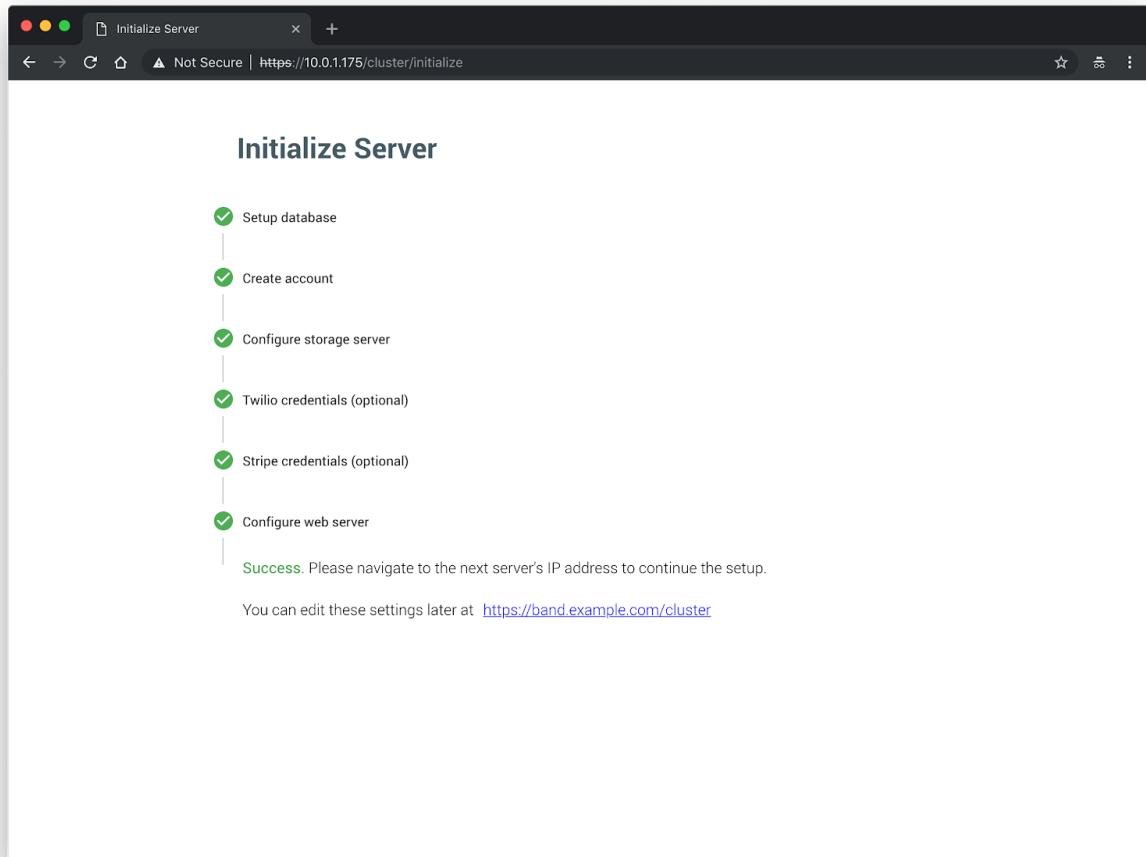 Initialize Server
Not Secure | https://10.0.1.175/cluster/initialize
Initialize Server
Setup database
Create account
Configure storage server
Twilio credentials (optional)
Stripe credentials (optional)
Configure web server
Success. Please navigate to the next server's IP address to continue the setup.
You can edit these settings later at https://band.example.com/cluster